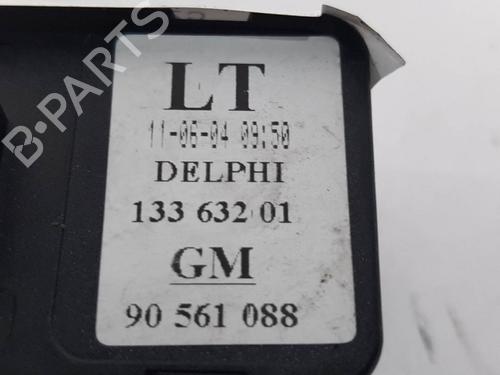 B-PARTS
LT
11-06-04 09:50
DELPHI
133 632 01
GM
90 561 088